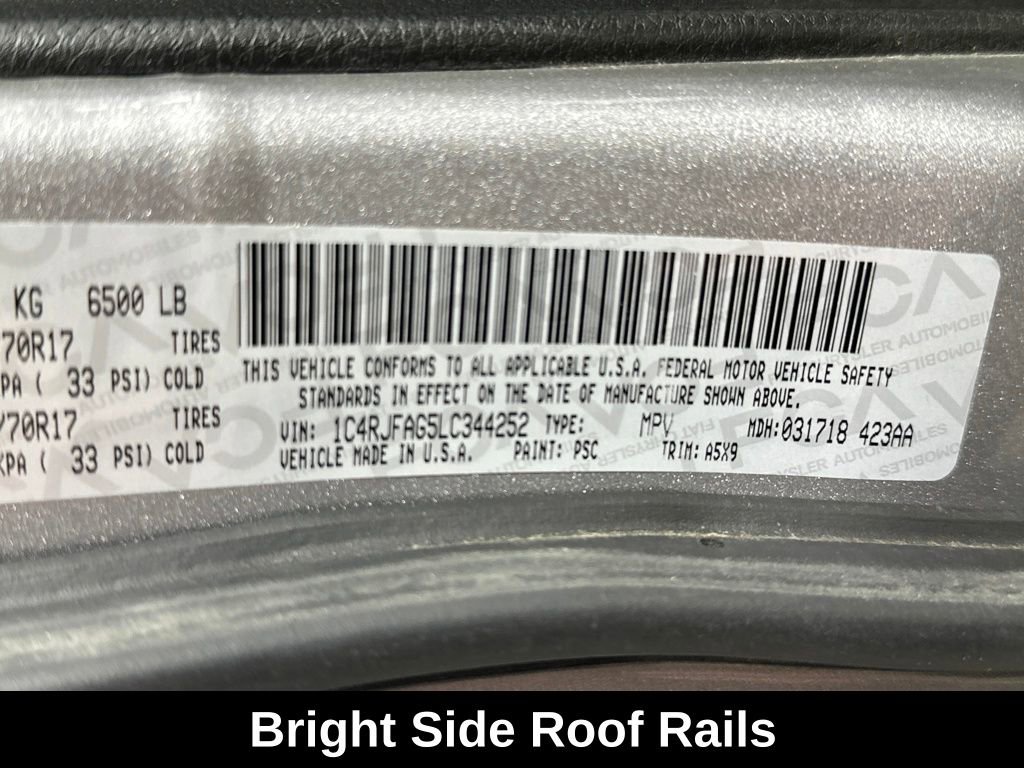 KG 6500 LB
70R17 TIRES
PA ( 33 PSI) COLD
/70R17 TIRES
KPA ( 33 PSI) COLD
THIS VEHICLE CONFORMS TO ALL APPLICABLE U.S.A. FEDERAL MOTOR VEHICLE SAFETY
STANDARDS IN EFFECT ON THE DATE OF MANUFACTURE SHOWN ABOVE.
VIN: 1C4RJFAG5LC344252 TYPE: MPV MDH:031718 423AA
VEHICLE MADE IN U.S.A. PAINT: PSC TRIM: A5X9
Bright Side Roof Rails